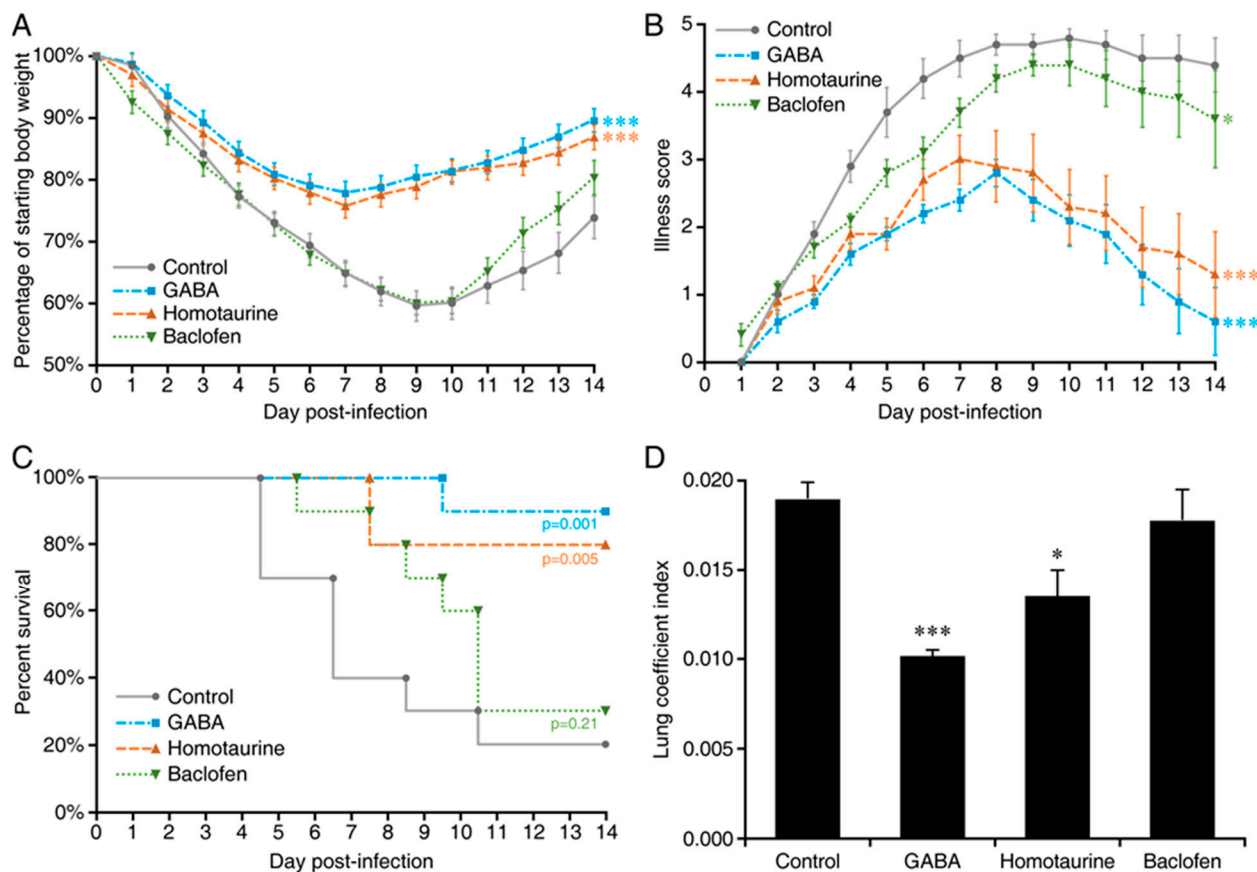 A
100%
90%
80%
70%
60%
50%
Percentage of starting body weight
Control
GABA
Homotaurine
Baclofen
***
***
0 1 2 3 4 5 6 7 8 9 10 11 12 13 14
Day post-infection
B
5
4
3
2
1
0
Illness score
Control
GABA
Homotaurine
Baclofen
*
***
***
0 1 2 3 4 5 6 7 8 9 10 11 12 13 14
Day post-infection
C
100%
80%
60%
40%
20%
0%
Percent survival
p=0.001
p=0.005
p=0.21
Control
GABA
Homotaurine
Baclofen
0 1 2 3 4 5 6 7 8 9 10 11 12 13 14
Day post-infection
D
0.020
0.015
0.010
0.005
0.000
Lung coefficient index
***
*
Control GABA Homotaurine Baclofen